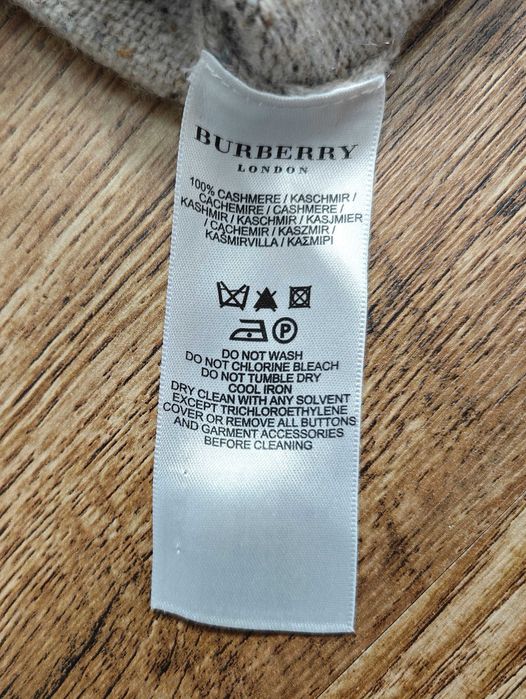 BURBERRY
LONDON
100% CASHMERE / KASCHMIR /
CACHEMIRE / CASHMERE /
KASHMIR / KASCHMIR / KASJMIER
/ CACHEMIR / KASZMIR /
KAŠMIRVILLA / ΚΑΣΜΙΡΙ
P
DO NOT WASH
DO NOT CHLORINE BLEACH
DO NOT TUMBLE DRY
COOL IRON
DRY CLEAN WITH ANY SOLVENT
EXCEPT TRICHLOROETHYLENE
COVER OR REMOVE ALL BUTTONS
AND GARMENT ACCESSORIES
BEFORE CLEANING